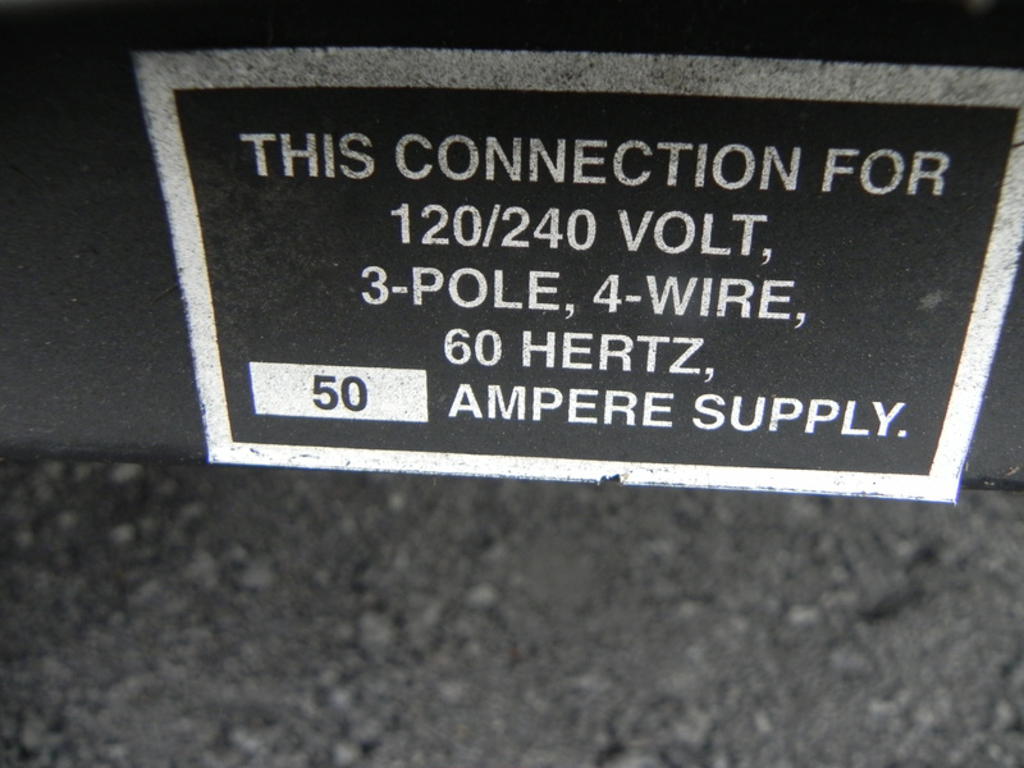 THIS CONNECTION FOR
120/240 VOLT,
3-POLE, 4-WIRE,
60 HERTZ,
50 AMPERE SUPPLY.